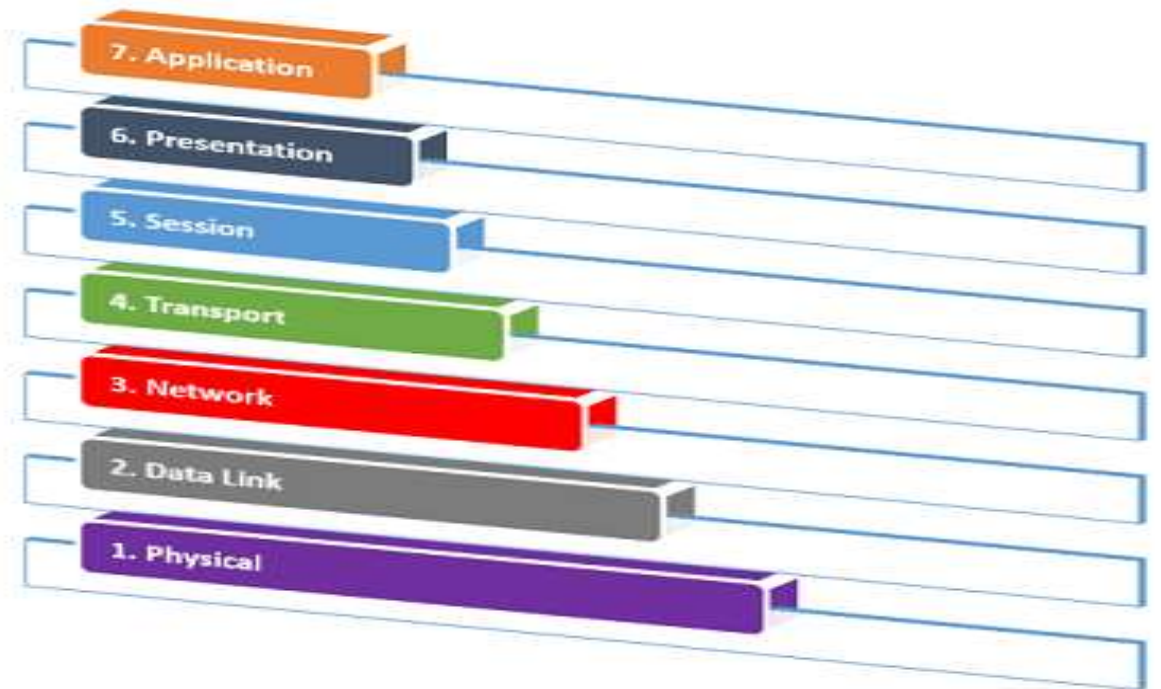 7. Application
6. Presentation
5. Session
4. Transport
3. Network
2. Data Link
1. Physical